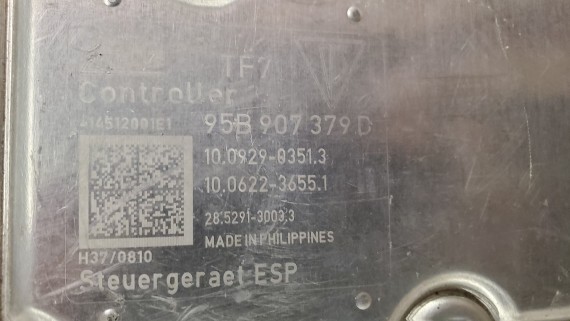 TF7
Controller
95B 907 379 D
10.0929-0351.3
10.0622-3655.1
28.5291-3003.3
MADE IN PHILIPPINES
H37/0810
Steuergeraet ESP